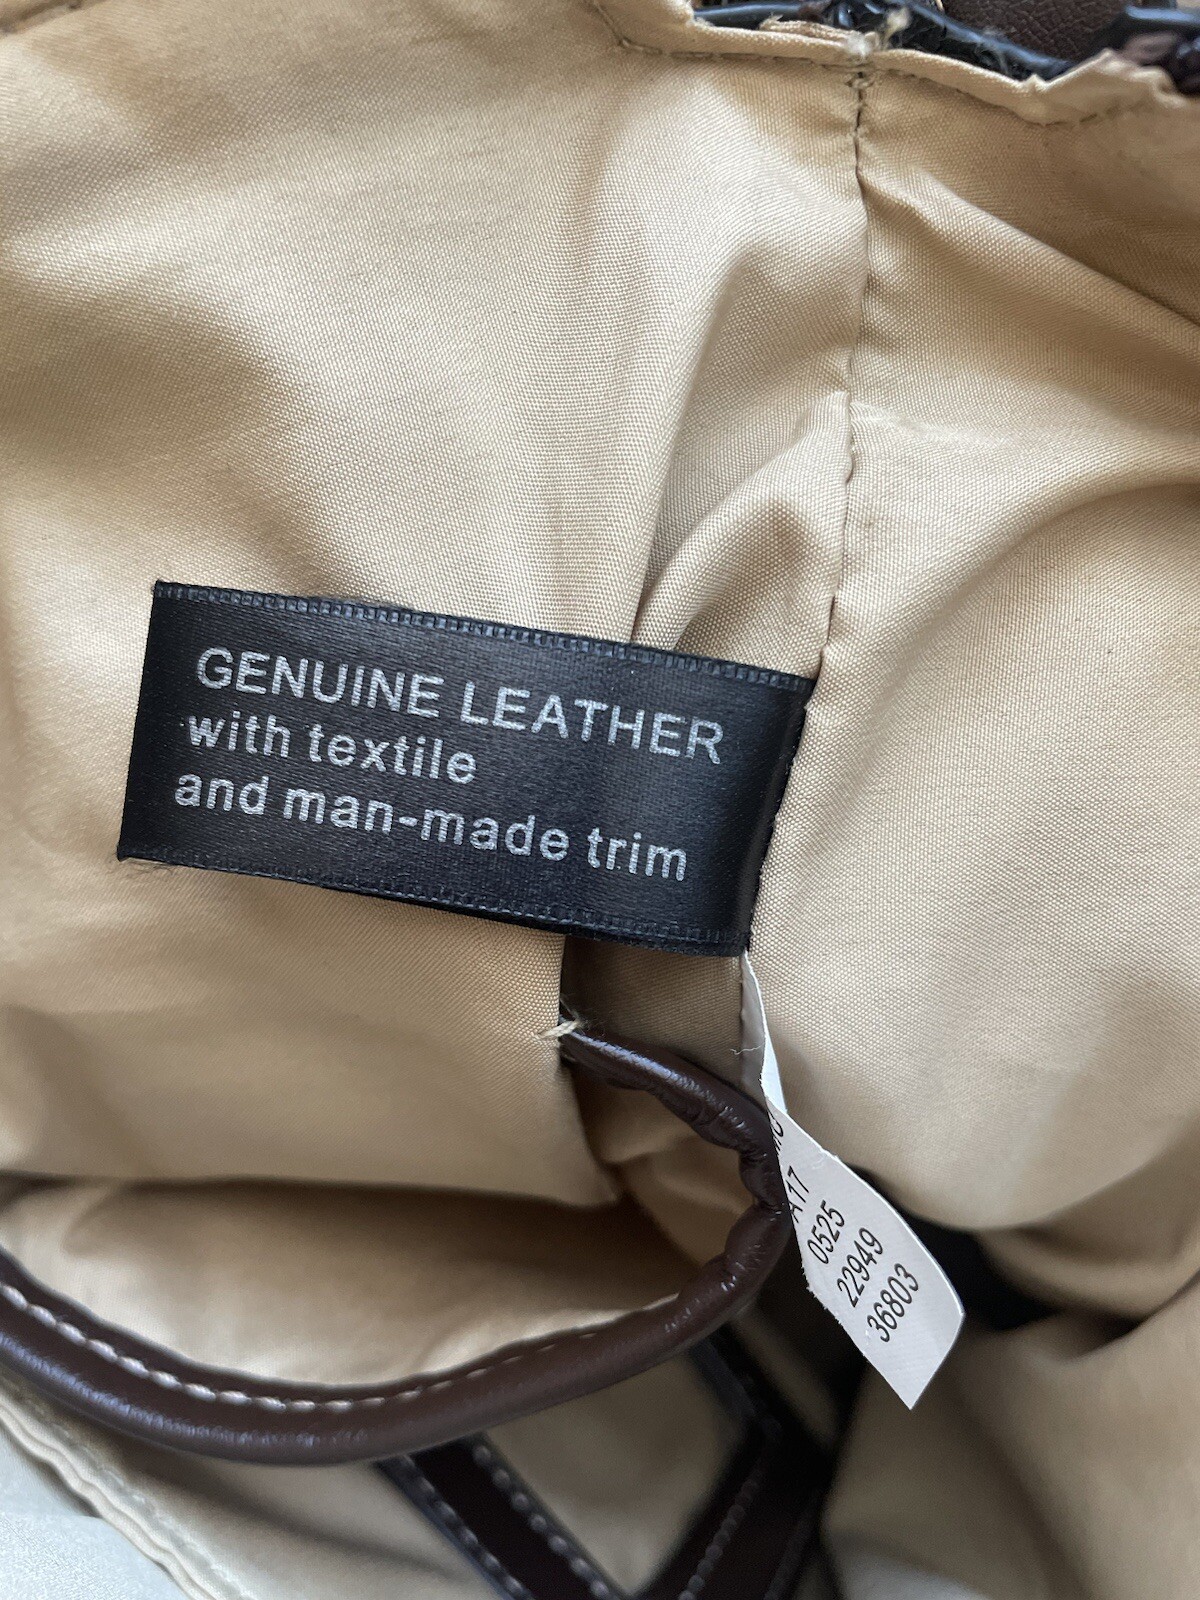 GENUINE LEATHER
with textile
and man-made trim
0525
22949
36803